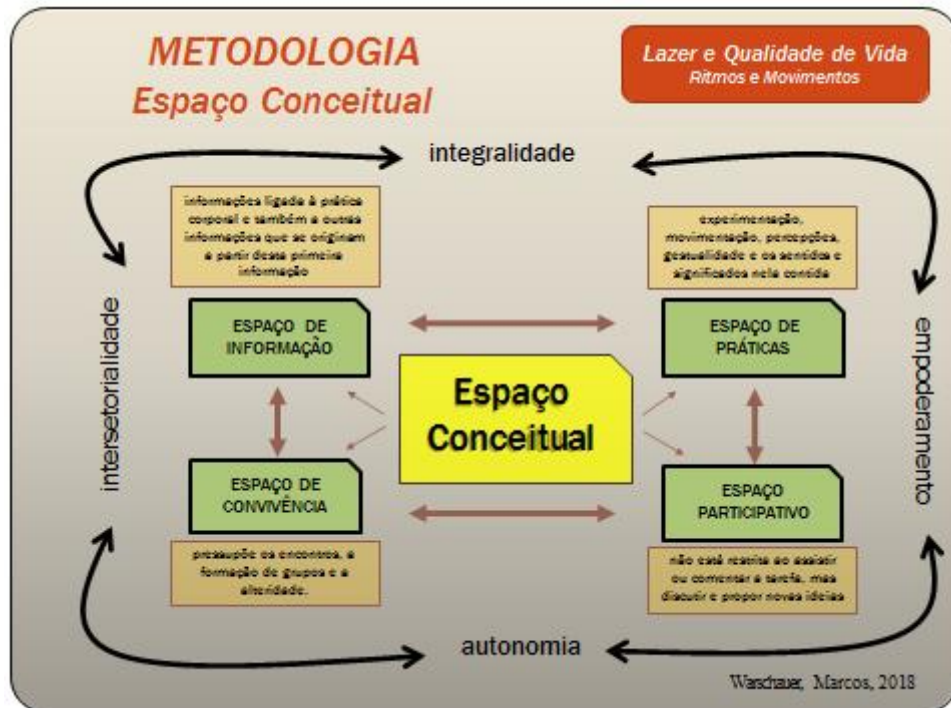 METODOLOGIA
Espaço Conceitual
Lazer e Qualidade de Vida
Ritmos e Movimentos
integralidade
informações ligada à prática
corporal e também a outras
informações que se originam
a partir desta primeira
informação
experimentação,
movimentação, percepções,
gestualidade e os sentidos e
significados nela contida
intersetorialidade
ESPAÇO DE
INFORMAÇÃO
ESPAÇO DE
PRÁTICAS
empoderamento
Espaço
Conceitual
ESPAÇO DE
CONVIVÊNCIA
ESPAÇO
PARTICIPATIVO
pressupõe os encontros, a
formação de grupos e a
alteridade.
não está restrita ao assistir
ou comentar a tarefa, mas
discutir e propor novas ideias
autonomia
Warschauer, Marcos, 2018